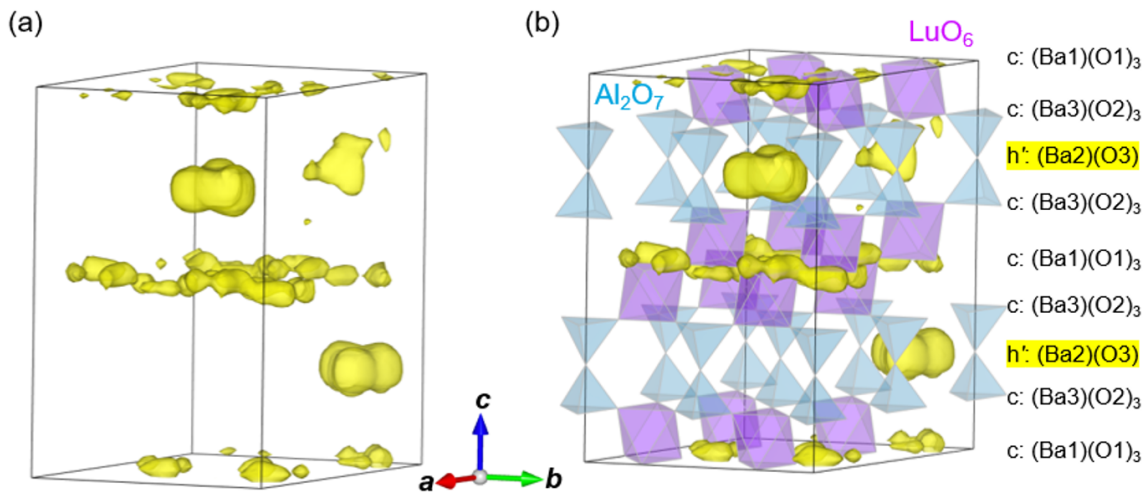 (a)
(b)
LuO6
Al2O7
c: (Ba1)(O1)3
c: (Ba3)(O2)3
h′: (Ba2)(O3)
c: (Ba3)(O2)3
c: (Ba1)(O1)3
c: (Ba3)(O2)3
h′: (Ba2)(O3)
c: (Ba3)(O2)3
c: (Ba1)(O1)3
c
a
b